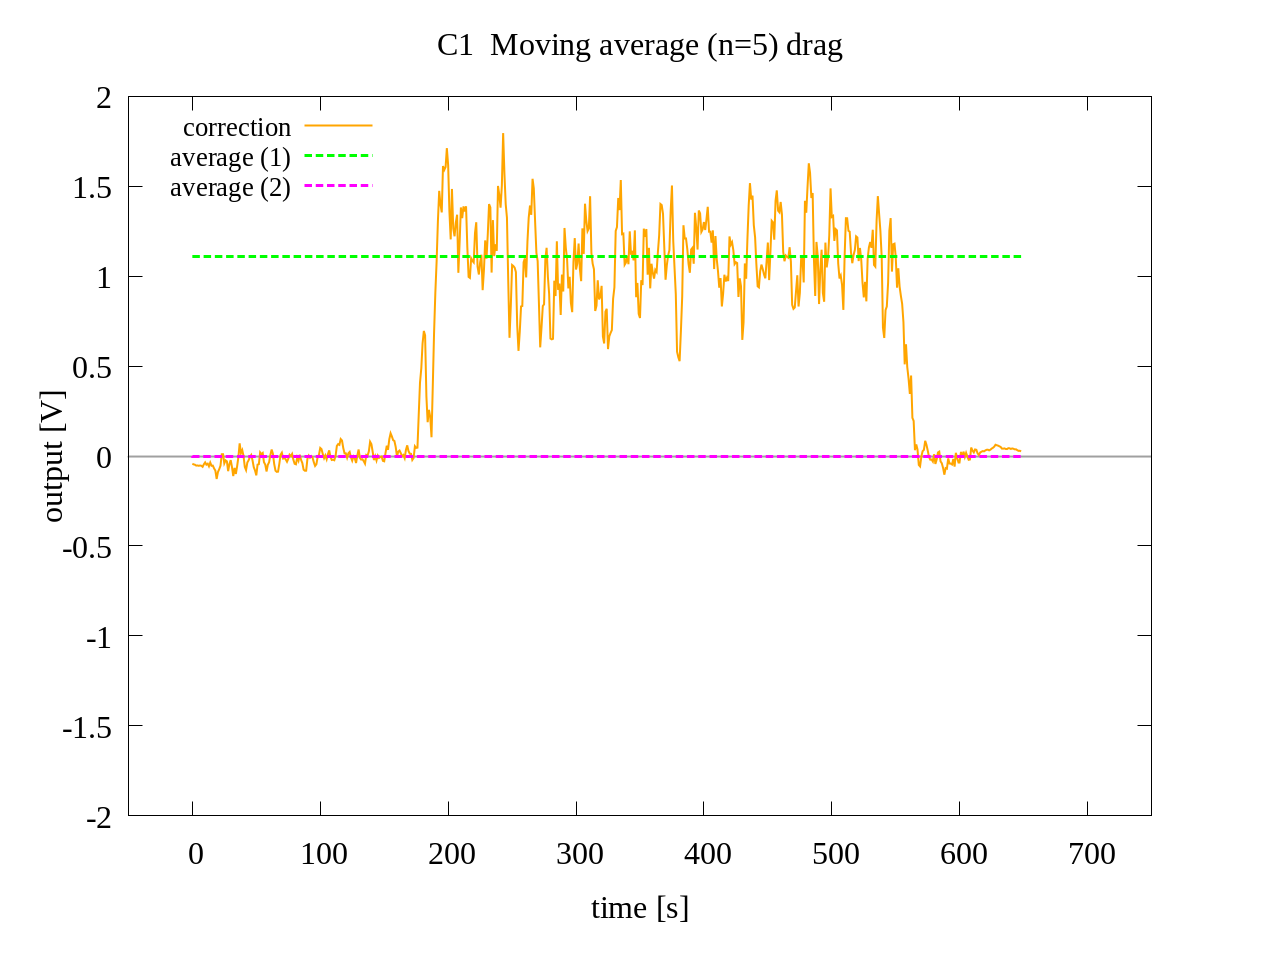 C1  Moving average (n=5) drag
2
1.5
1
0.5
0
-0.5
-1
-1.5
-2
output [V]
correction
average (1)
average (2)
0 100 200 300 400 500 600 700
time [s]